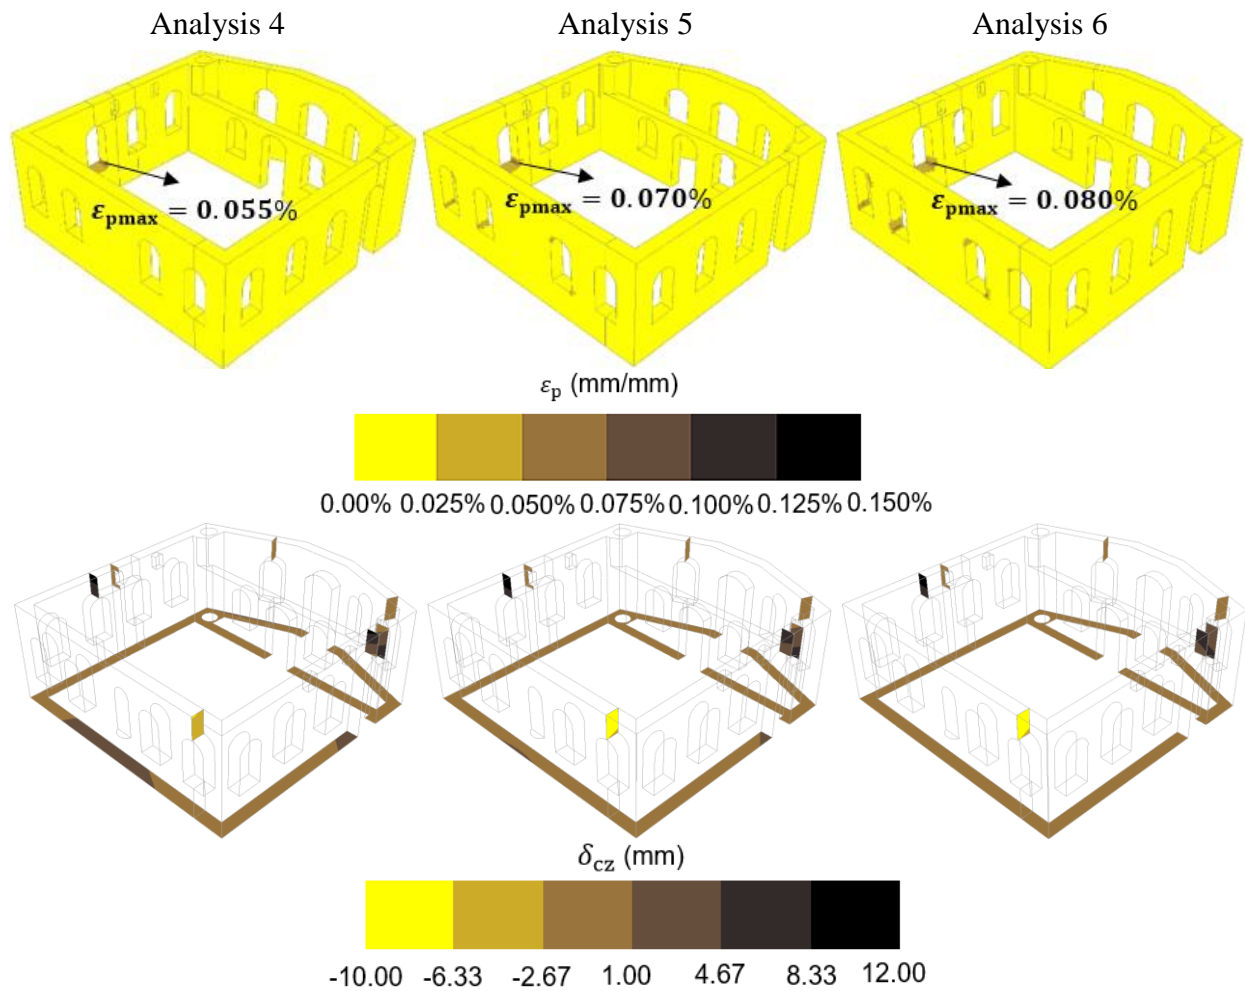 Analysis 4 Analysis 5 Analysis 6
εpmax = 0.055% εpmax = 0.070% εpmax = 0.080%
εp (mm/mm)
0.00% 0.025% 0.050% 0.075% 0.100% 0.125% 0.150%
δcz (mm)
-10.00 -6.33 -2.67 1.00 4.67 8.33 12.00